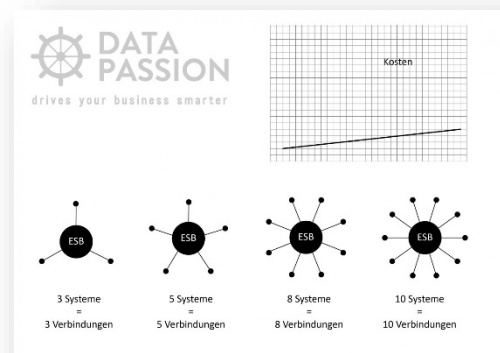 DATA
PASSION
drives your business smarter
Kosten
ESB
ESB
ESB
ESB
3 Systeme
=
3 Verbindungen
5 Systeme
=
5 Verbindungen
8 Systeme
=
8 Verbindungen
10 Systeme
=
10 Verbindungen